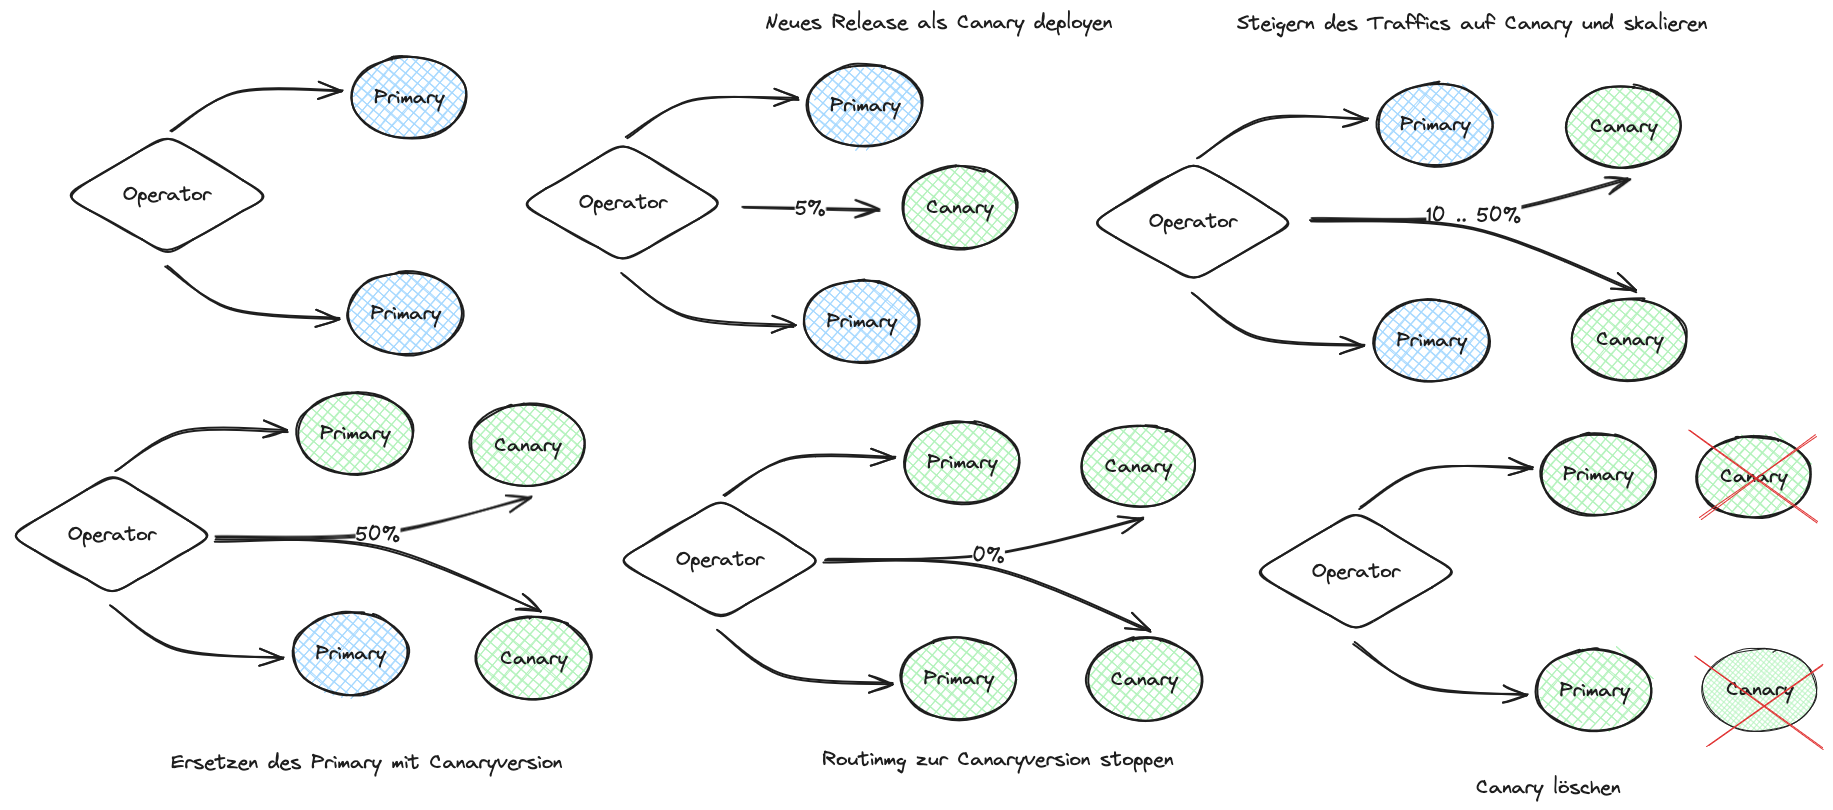 Neues Release als Canary deployen
Steigern des Traffics auf Canary und skalieren
Primary
Operator
Primary
Primary
Operator
5%
Canary
Primary
Primary
Canary
Operator
10 .. 50%
Primary
Canary
Primary
Canary
Operator
50%
Primary
Canary
Primary
Canary
Operator
0%
Primary
Canary
Primary
Canary
Operator
Primary
Canary
Ersetzen des Primary mit Canaryversion
Routinmg zur Canaryversion stoppen
Canary löschen